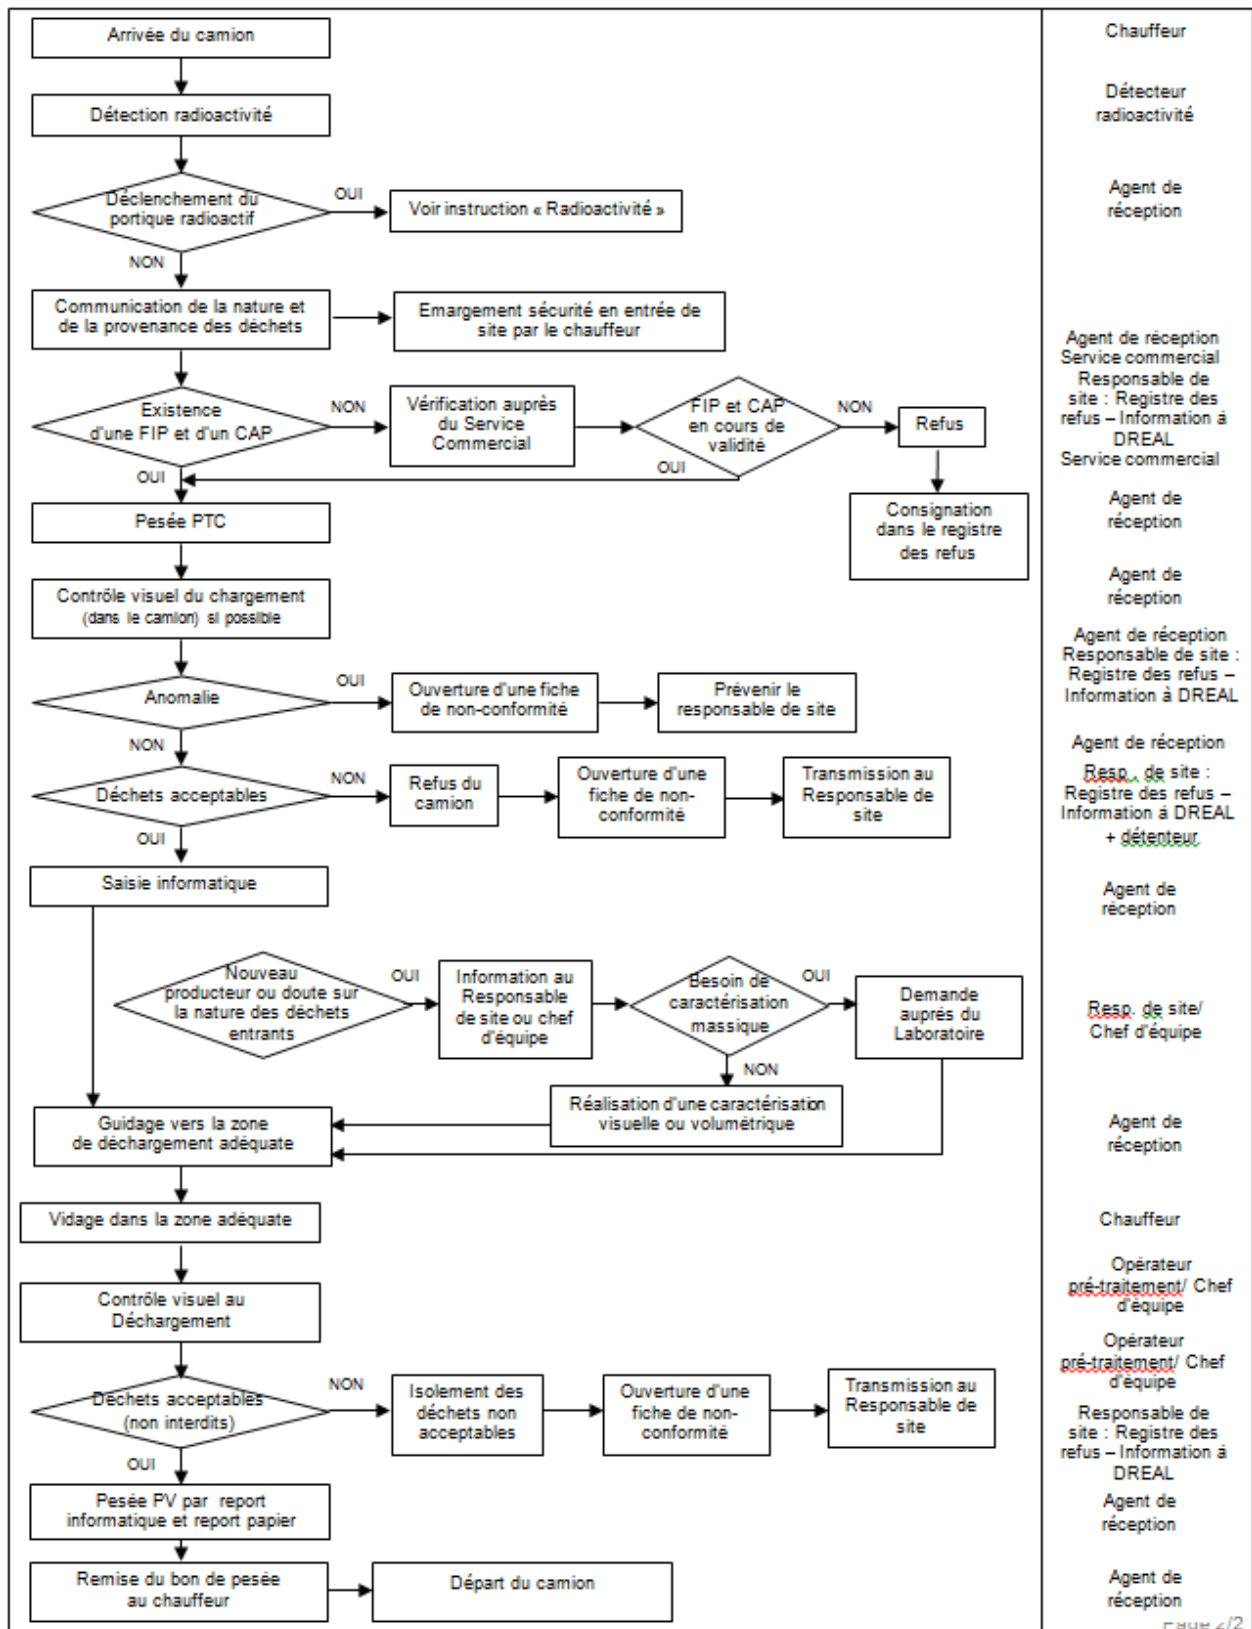 Arrivée du camion
Chauffeur
Détection radioactivité
Détecteur
radioactivité
Déclenchement du
portique radioactif
OUI
Voir instruction « Radioactivité »
Agent de
réception
NON
Communication de la nature et
de la provenance des déchets
Emargement sécurité en entrée de
site par le chauffeur
Existence
d'une FIP et d'un CAP
NON
Vérification auprès
du Service
Commercial
FIP et CAP
en cours de
validité
NON
Refus
OUI
OUI
Agent de réception
Service commercial
Responsable de
site : Registre des
refus – Information à
DREAL
Service commercial
Consignation
dans le registre
des refus
Pesée PTC
Agent de
réception
Contrôle visuel du chargement
(dans le camion) si possible
Agent de
réception
Anomalie
OUI
Ouverture d'une fiche
de non-conformité
Prévenir le
responsable de site
Agent de réception
Responsable de site :
Registre des refus –
Information à DREAL
NON
Déchets acceptables
NON
Refus du
camion
Ouverture d'une
fiche de non-
conformité
Transmission au
Responsable de
site
Agent de réception
Resp. de site :
Registre des refus –
Information à DREAL
+ détenteur
OUI
Saisie informatique
Agent de
réception
Nouveau
producteur ou doute sur
la nature des déchets
entrants
OUI
Information au
Responsable
de site ou chef
d'équipe
Besoin de
caractérisation
massique
OUI
Demande
auprès du
Laboratoire
Resp. de site/
Chef d'équipe
NON
Réalisation d'une caractérisation
visuelle ou volumétrique
Guidage vers la zone
de déchargement adéquate
Agent de
réception
Vidage dans la zone adéquate
Chauffeur
Contrôle visuel au
Déchargement
Opérateur
pré-traitement/ Chef
d'équipe
Déchets acceptables
(non interdits)
NON
Isolement des
déchets non
acceptables
Ouverture d'une
fiche de non-
conformité
Transmission au
Responsable de
site
Opérateur
pré-traitement/ Chef
d'équipe
Responsable de
site : Registre des
refus – Information à
DREAL
OUI
Pesée PV par report
informatique et report papier
Agent de
réception
Remise du bon de pesée
au chauffeur
Départ du camion
Agent de
réception
Page 2/2